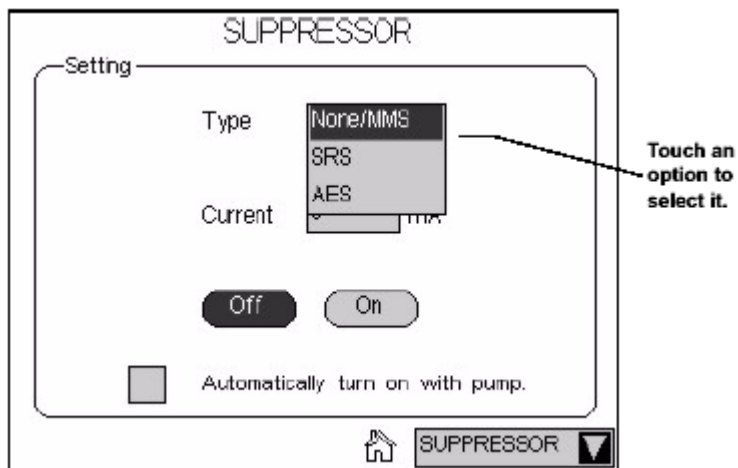 SUPPRESSOR
Setting
Type
None/MMS
SRS
AES
Current
mA
Off
On
Automatically turn on with pump.
SUPPRESSOR
Touch an
option to
select it.